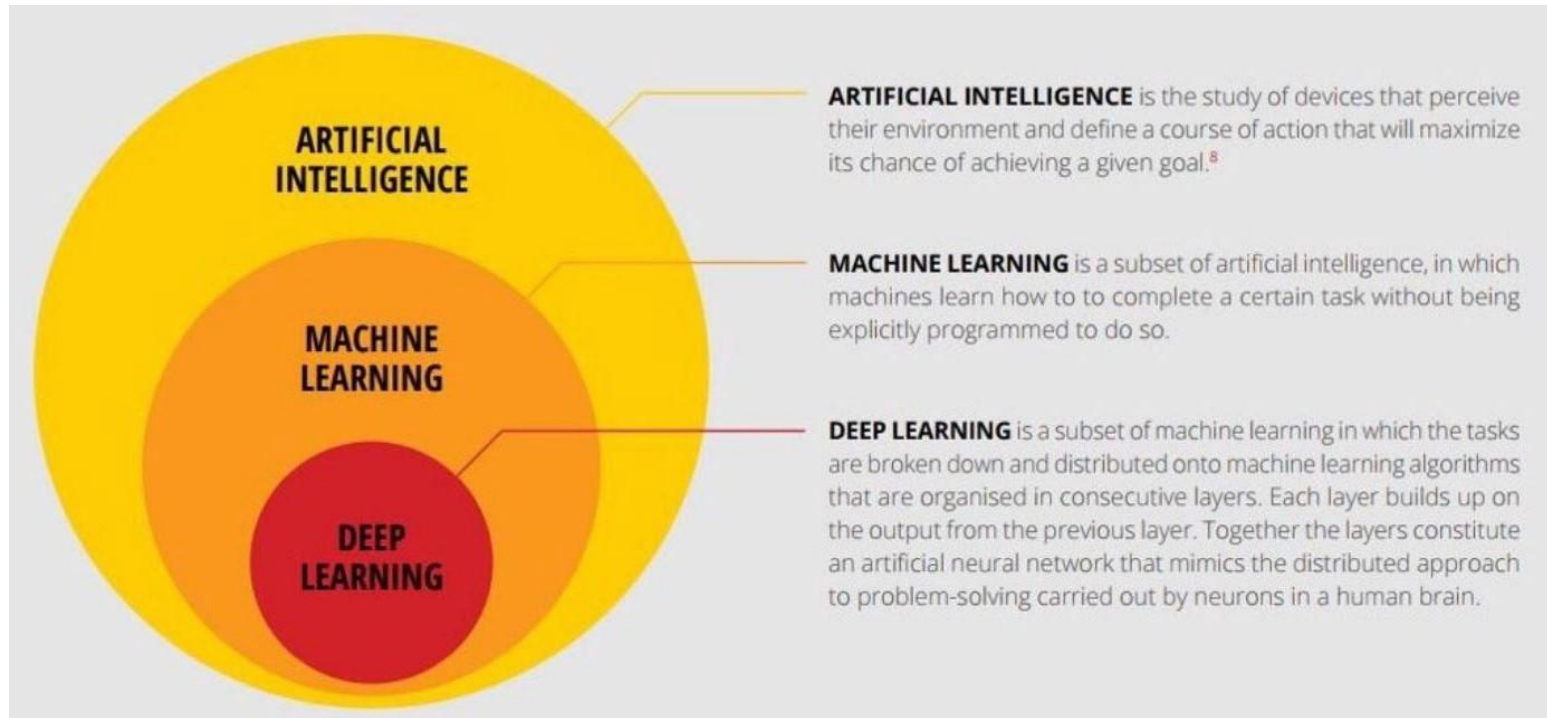 ARTIFICIAL
INTELLIGENCE
MACHINE
LEARNING
DEEP
LEARNING
ARTIFICIAL INTELLIGENCE is the study of devices that perceive
their environment and define a course of action that will maximize
its chance of achieving a given goal.8
MACHINE LEARNING is a subset of artificial intelligence, in which
machines learn how to to complete a certain task without being
explicitly programmed to do so.
DEEP LEARNING is a subset of machine learning in which the tasks
are broken down and distributed onto machine learning algorithms
that are organised in consecutive layers. Each layer builds up on
the output from the previous layer. Together the layers constitute
an artificial neural network that mimics the distributed approach
to problem-solving carried out by neurons in a human brain.